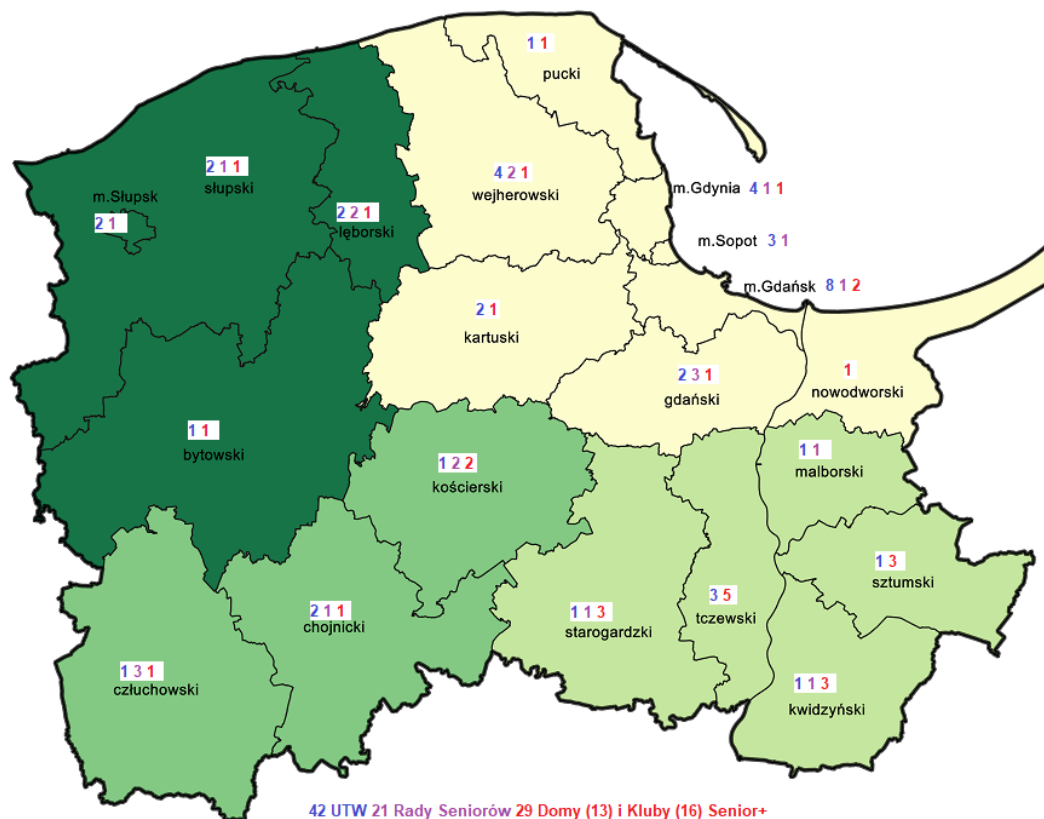 1 1
pucki
2 1 1
słupski
4 2 1
wejherowski
m.Gdynia 4 1 1
m.Słupsk
2 1
2 2 1
lęborski
m.Sopot 3 1
m.Gdańsk 8 1 2
2 1
kartuski
2 3 1
gdański
1
nowodworski
1 1
bytowski
1 2 2
kościerski
1 1
malborski
1 3
sztumski
2 1 1
chojnicki
1 1 3
starogardzki
3 5
tczewski
1 3 1
człuchowski
1 1 3
kwidzyński
42 UTW 21 Rady Seniorów 29 Domy (13) i Kluby (16) Senior+